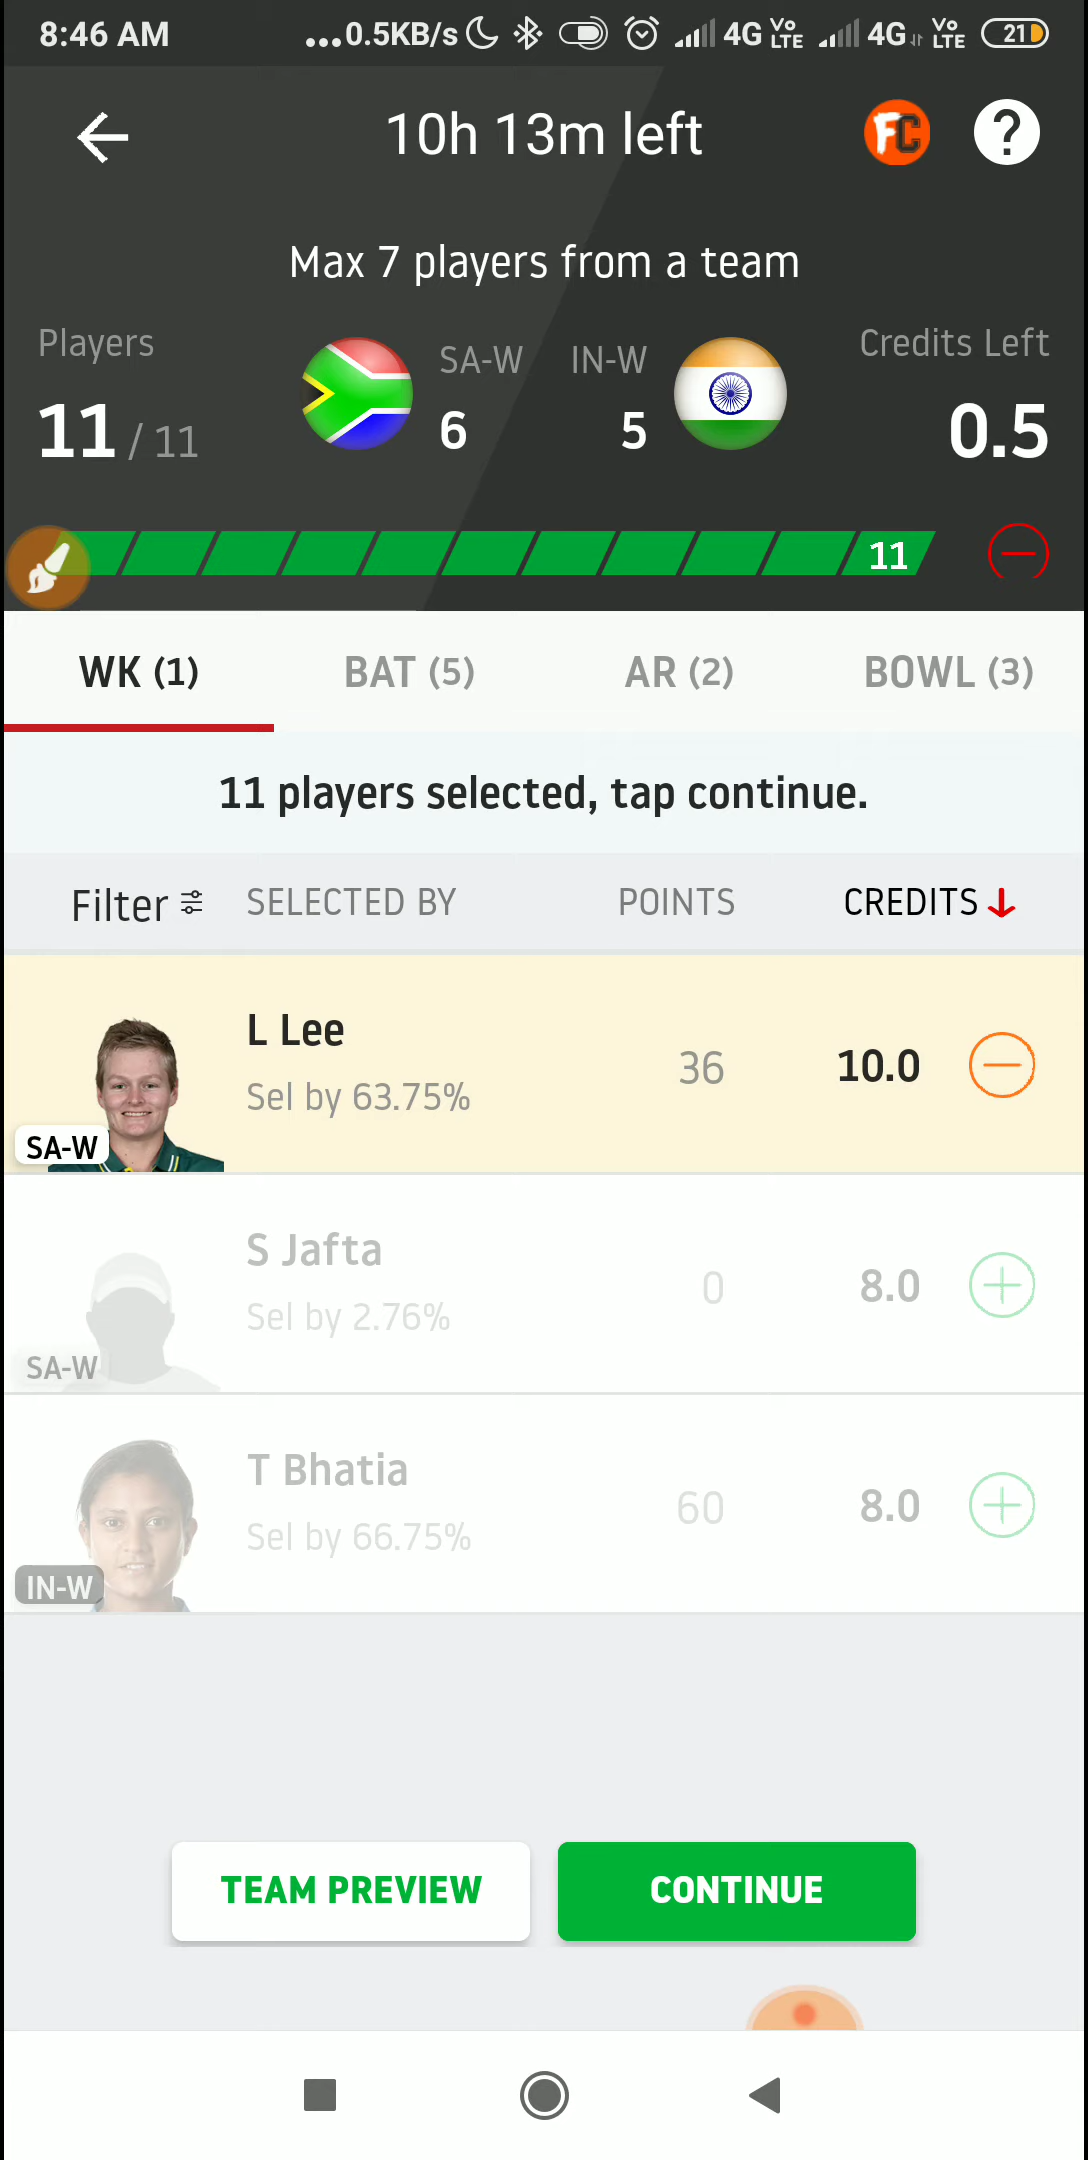 8:46 AM ...0.5KB/s 4G Vo LTE 4G Vo LTE 21
10h 13m left FC ?
Max 7 players from a team
Players SA-W IN-W Credits Left
11 / 11 6 5 0.5
11
WK (1) BAT (5) AR (2) BOWL (3)
11 players selected, tap continue.
Filter SELECTED BY POINTS CREDITS
L Lee
Sel by 63.75% 36 10.0
SA-W
S Jafta
Sel by 2.76% 0 8.0
SA-W
T Bhatia
Sel by 66.75% 60 8.0
IN-W
TEAM PREVIEW CONTINUE